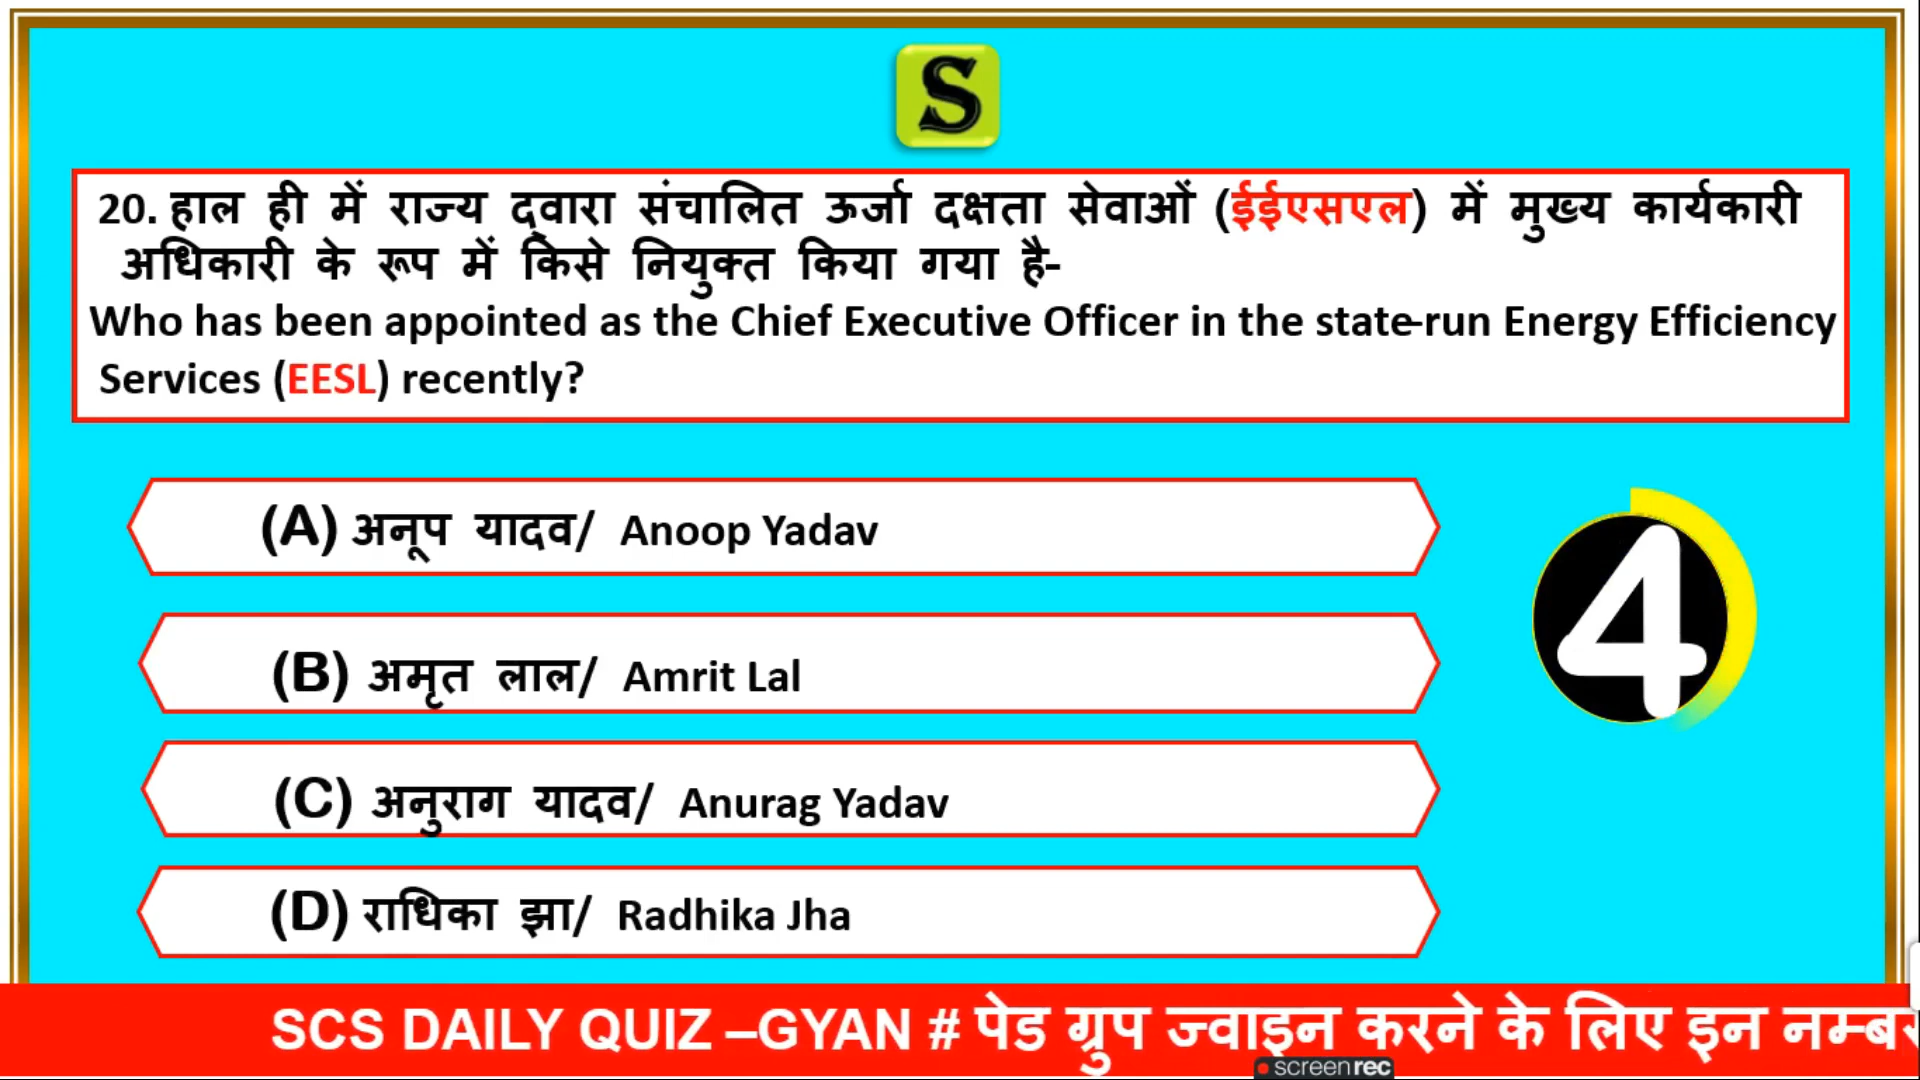 S
20. हाल ही में राज्य द्वारा संचालित ऊर्जा दक्षता सेवाओं (ईईएसएल) में मुख्य कार्यकारी
अधिकारी के रूप में किसे नियुक्त किया गया है-
Who has been appointed as the Chief Executive Officer in the state-run Energy Efficiency
Services (EESL) recently?
(A) अनूप यादव/ Anoop Yadav
4
(B) अमृत लाल/ Amrit Lal
(C) अनुराग यादव/ Anurag Yadav
(D) राधिका झा/ Radhika Jha
SCS DAILY QUIZ –GYAN # पेड ग्रुप ज्वाइन करने के लिए इन
screenrec